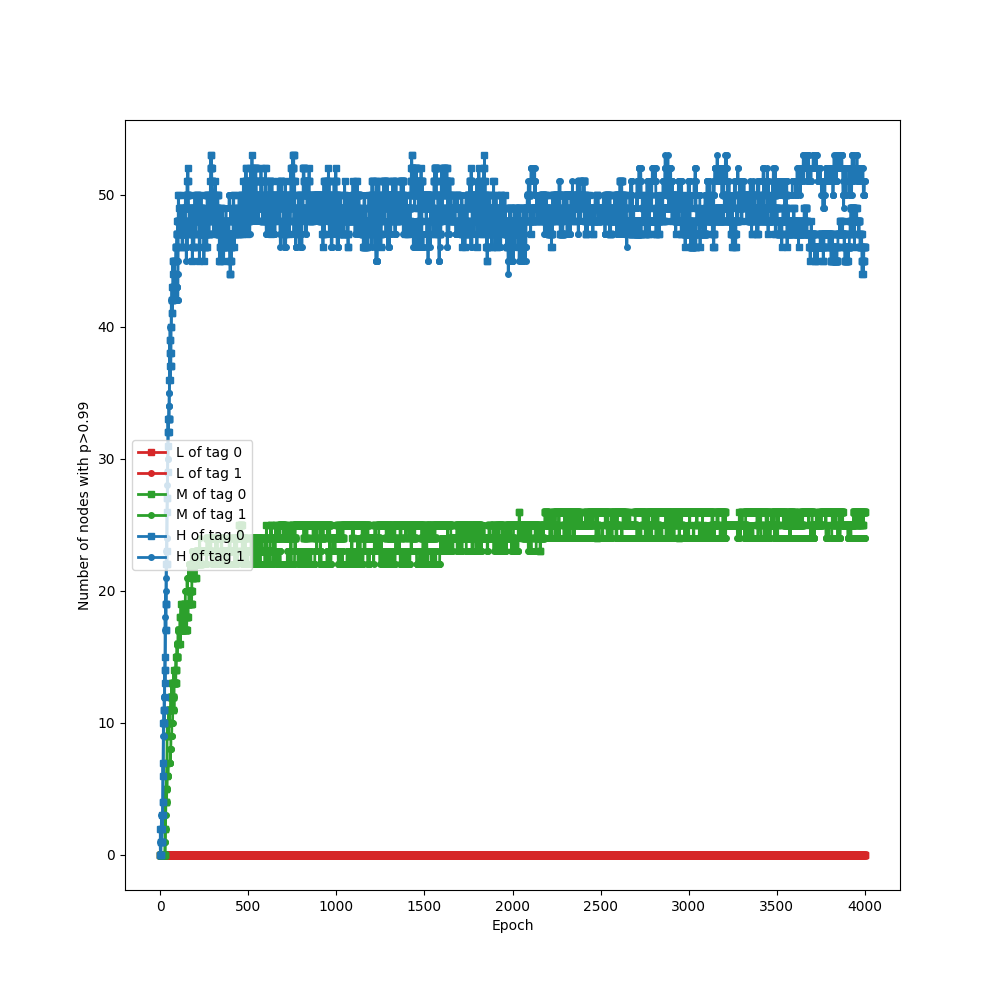 50
40
30
20
10
0
Number of nodes with p>0.99
L of tag 0
L of tag 1
M of tag 0
M of tag 1
H of tag 0
H of tag 1
0 500 1000 1500 2000 2500 3000 3500 4000
Epoch